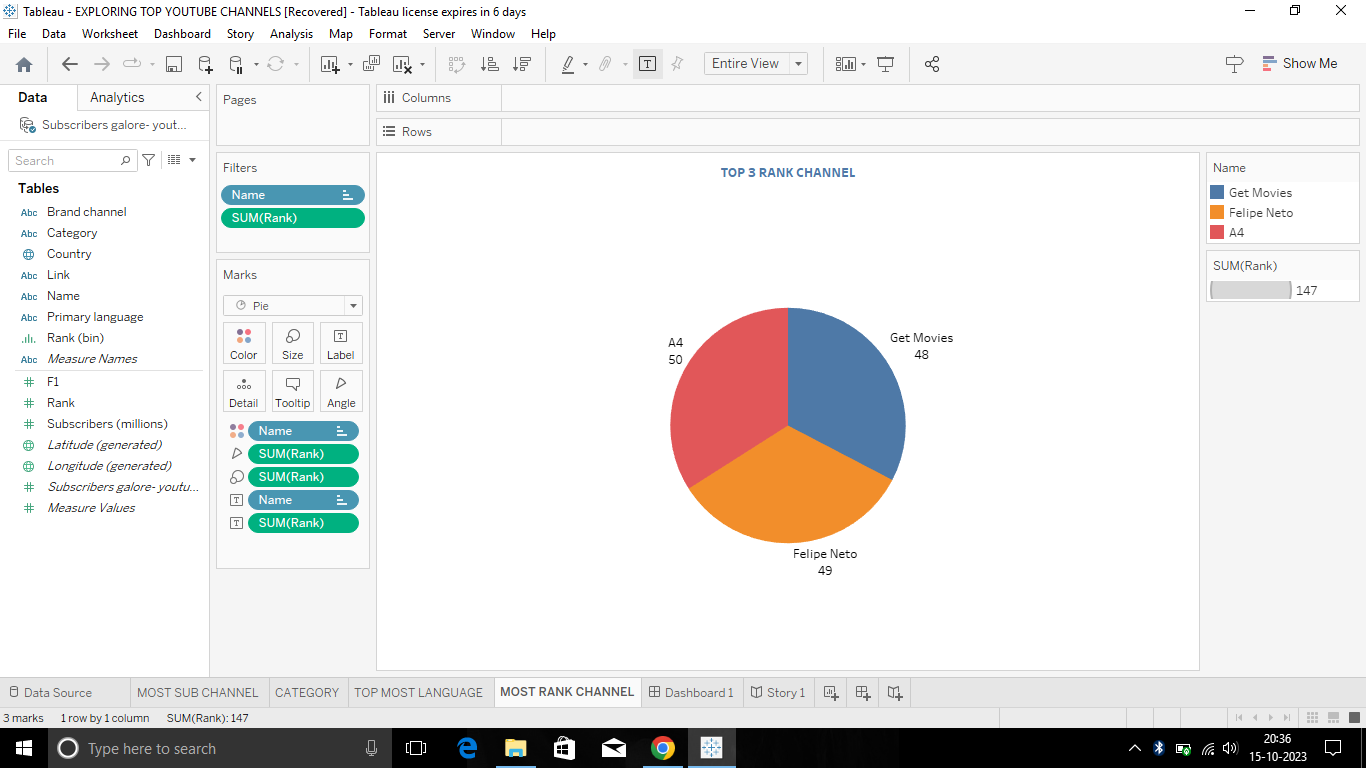 Tableau - EXPLORING TOP YOUTUBE CHANNELS [Recovered] - Tableau license expires in 6 days
File Data Worksheet Dashboard Story Analysis Map Format Server Window Help
Entire View
Show Me
Data Analytics
Subscribers galore- yout...
Search
Tables
Abc Brand channel
Abc Category
Country
Abc Link
Abc Name
Abc Primary language
Rank (bin)
Abc Measure Names
F1
Rank
Subscribers (millions)
Latitude (generated)
Longitude (generated)
Subscribers galore- youtu...
Measure Values
Pages
Filters
Name
SUM(Rank)
Marks
Pie
Color Size Label
Detail Tooltip Angle
Name
SUM(Rank)
SUM(Rank)
Name
SUM(Rank)
Columns
Rows
TOP 3 RANK CHANNEL
A4
50
Get Movies
48
Felipe Neto
49
Name
Get Movies
Felipe Neto
A4
SUM(Rank)
147
Data Source MOST SUB CHANNEL CATEGORY TOP MOST LANGUAGE MOST RANK CHANNEL Dashboard 1 Story 1
3 marks 1 row by 1 column SUM(Rank): 147
Type here to search
20:36
15-10-2023